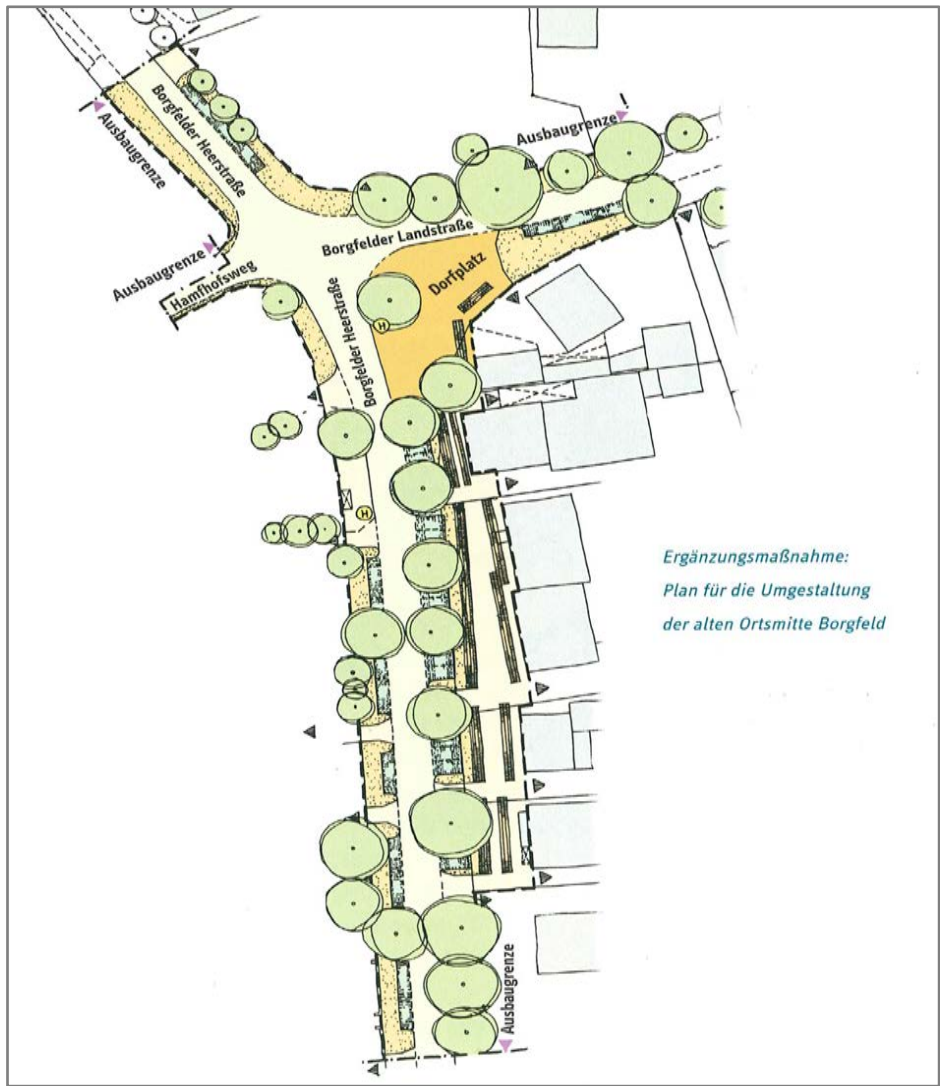 Borgfelder Heerstraße
Ausbaugrenze
Ausbaugrenze
Borgfelder Landstraße
Ausbaugrenze
Hamfhofsweg
Dorfplatz
Borgfelder Heerstraße
H
H
Ergänzungsmaßnahme:
Plan für die Umgestaltung
der alten Ortsmitte Borgfeld
Ausbaugrenze